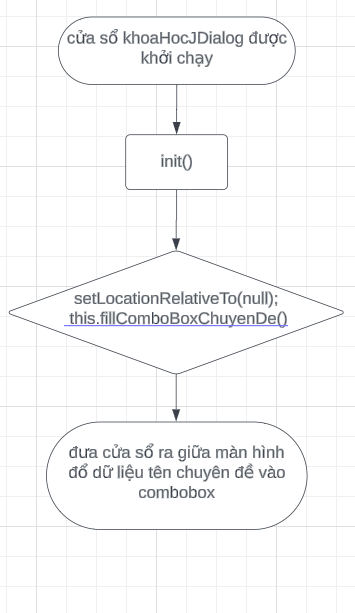 cửa sổ khoaHocJDialog được
khởi chạy
init()
setLocationRelativeTo(null);
this.fillComboBoxChuyenDe()
đưa cửa sổ ra giữa màn hình
đổ dữ liệu tên chuyên đề vào
combobox